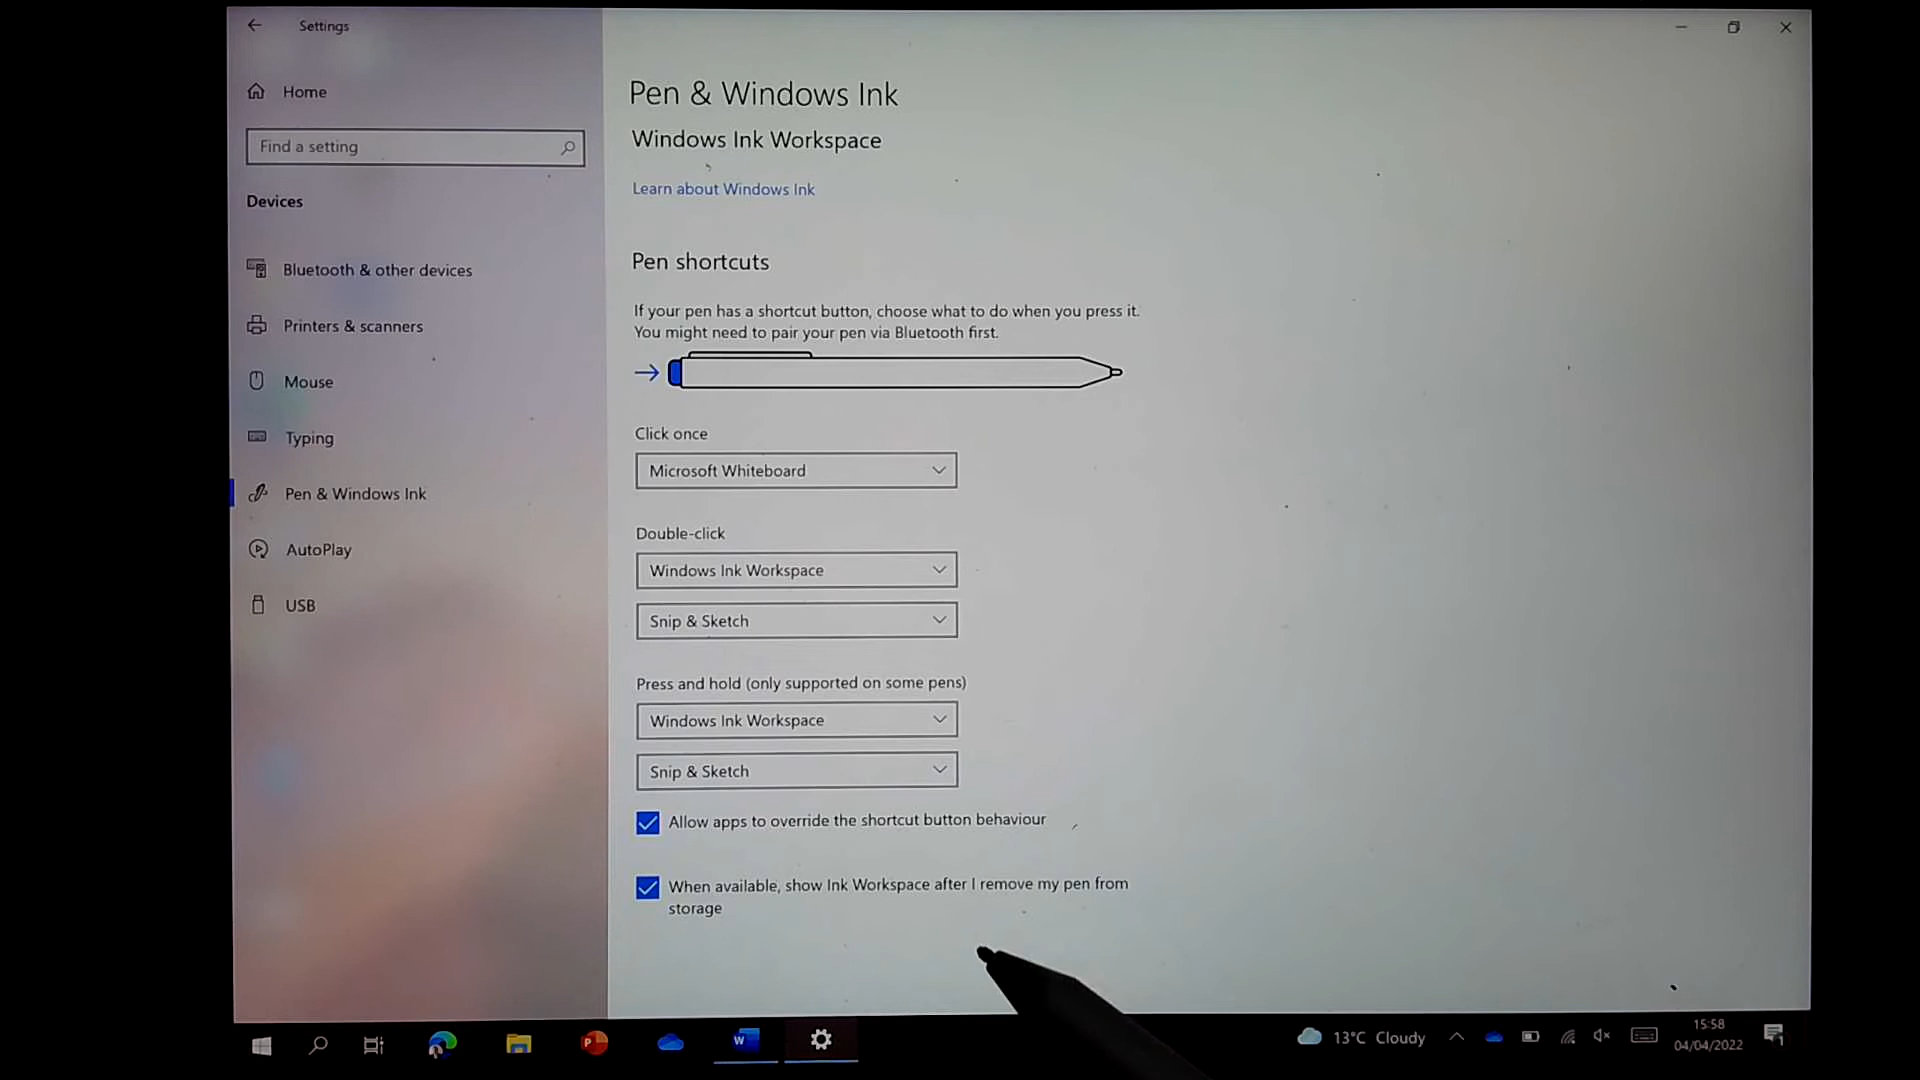 Settings
Home
Find a setting
Devices
Bluetooth & other devices
Printers & scanners
Mouse
Typing
Pen & Windows Ink
AutoPlay
USB
Pen & Windows Ink
Windows Ink Workspace
Learn about Windows Ink
Pen shortcuts
If your pen has a shortcut button, choose what to do when you press it.
You might need to pair your pen via Bluetooth first.
Click once
Microsoft Whiteboard
Double-click
Windows Ink Workspace
Snip & Sketch
Press and hold (only supported on some pens)
Windows Ink Workspace
Snip & Sketch
Allow apps to override the shortcut button behaviour
When available, show Ink Workspace after I remove my pen from
storage
P
W
13°C Cloudy
15:58
04/04/2022
1